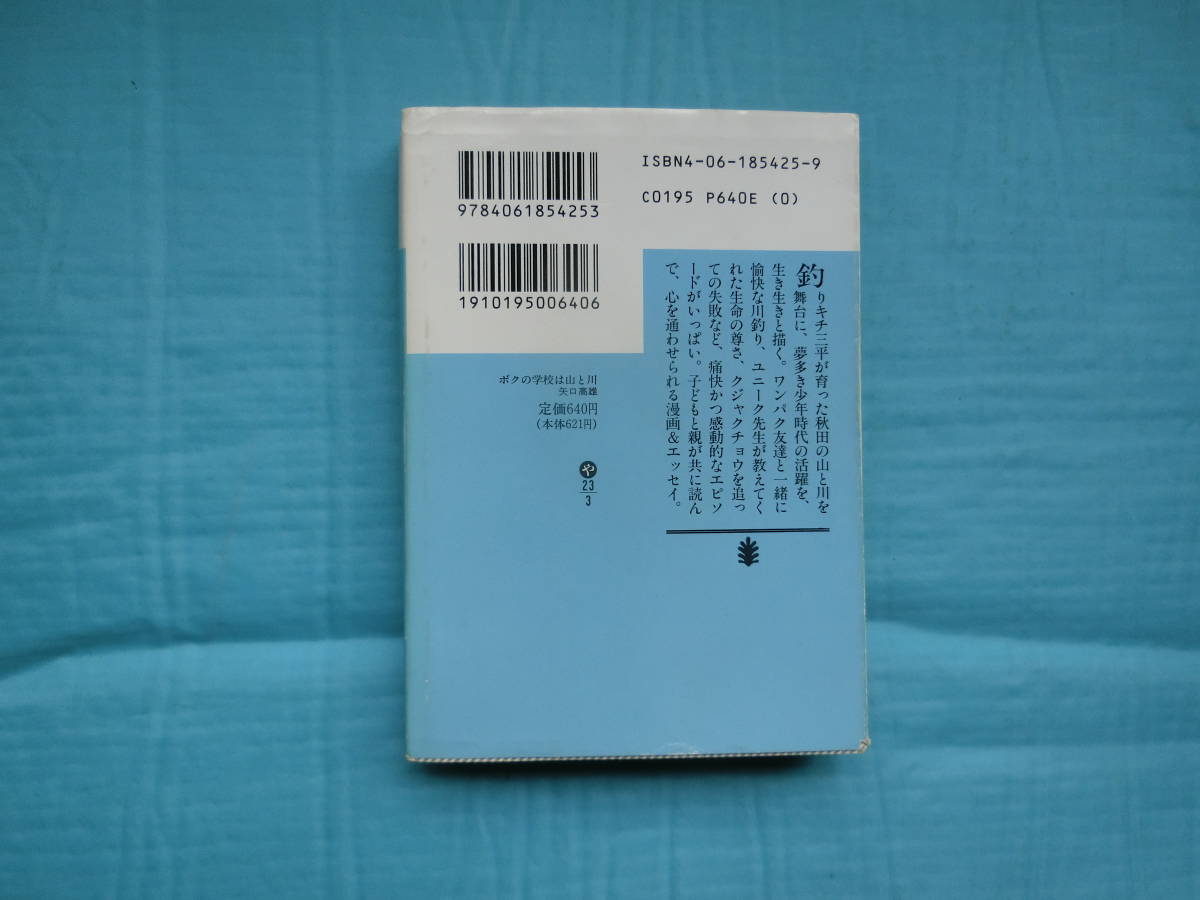 ISBN4-06-185425-9
C0195 P640E (0)
9784061854253
1910195006406
釣りキチ三平が育った秋田の山と川を
舞台に、夢多き少年時代の活躍を、
生き生きと描く。ワンパク友達と一緒に
愉快な川釣り、ユニーク先生が教えてく
れた生命の尊さ、クジャクチョウを追っ
ての失敗など、痛快かつ感動的なエピソ
ードがいっぱい。子どもと親が共に読ん
で、心を通わせられる漫画&エッセイ。
ボクの学校は山と川
矢口高雄
定価640円
(本体621円)
や
23
3